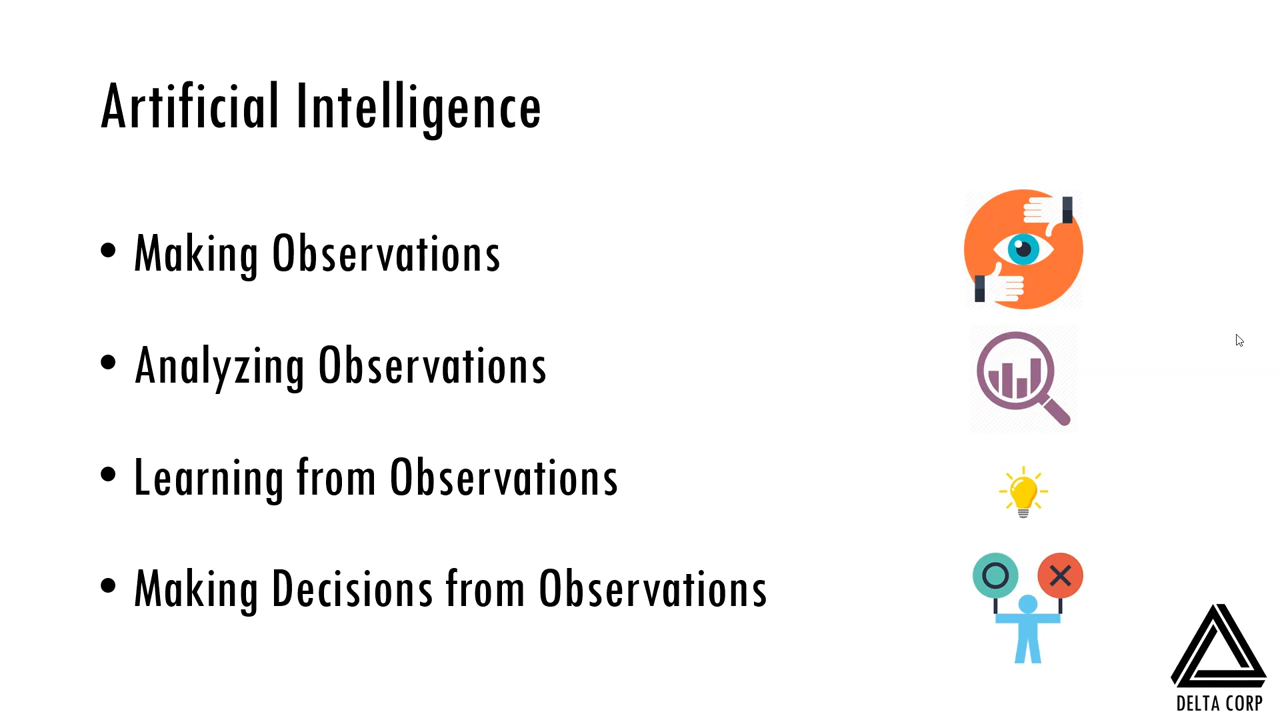 Artificial Intelligence
• Making Observations
• Analyzing Observations
• Learning from Observations
• Making Decisions from Observations
DELTA CORP